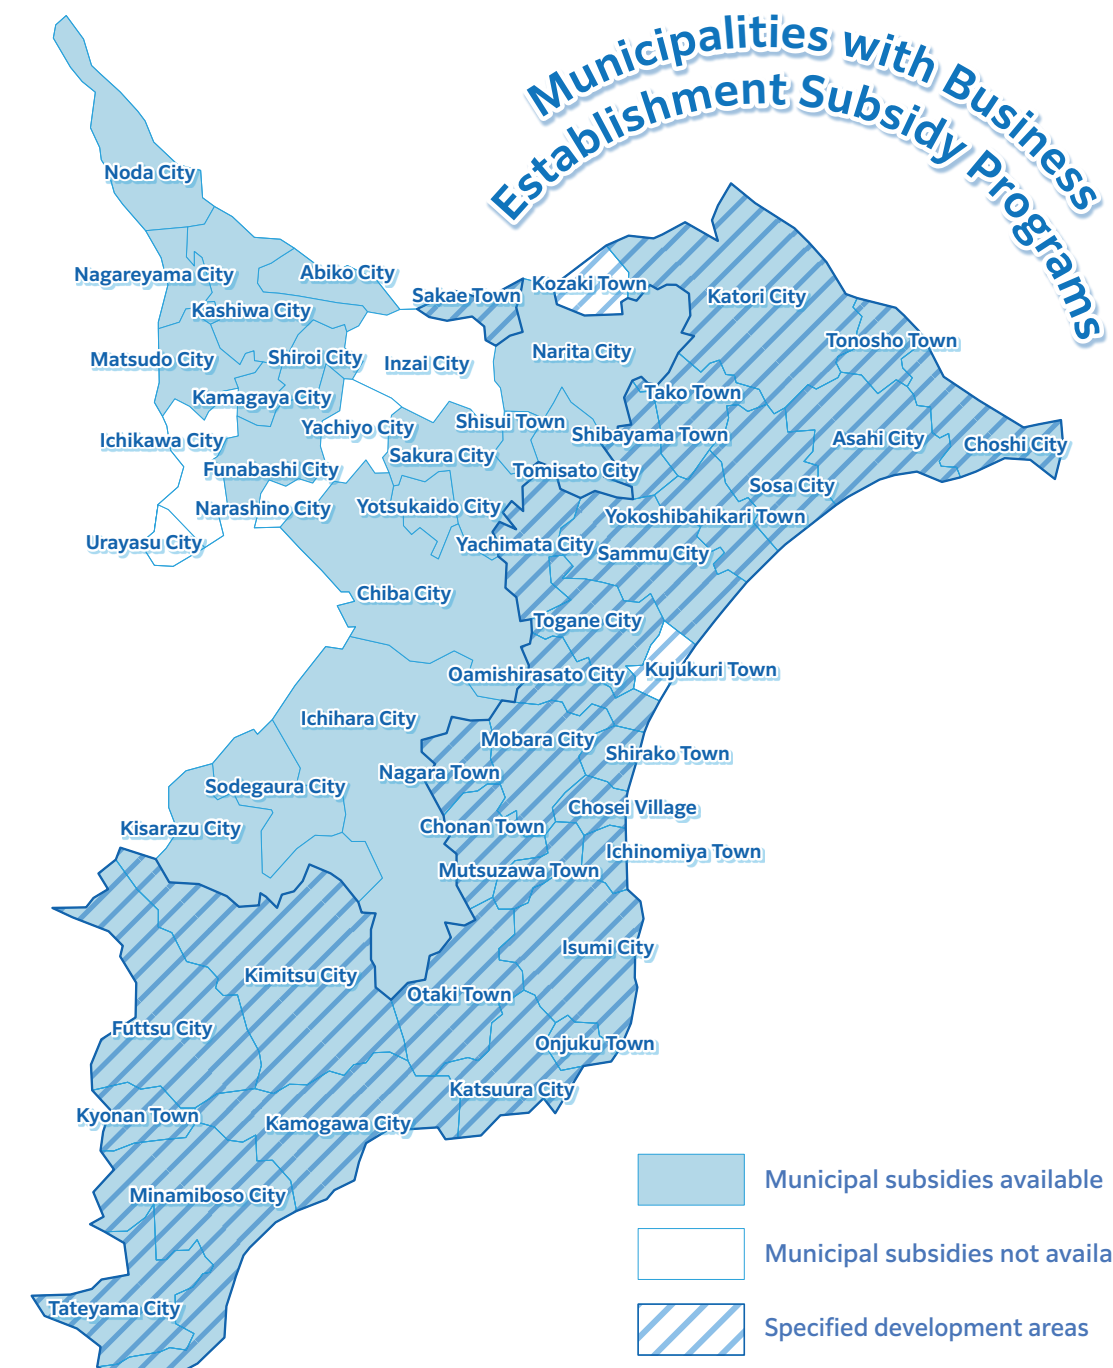 Municipalities with Business
Establishment Subsidy Programs
Noda City
Nagareyama City
Abiko City
Sakae Town
Kozaki Town
Katori City
Kashiwa City
Tonosho Town
Matsudo City
Shiroi City
Inzai City
Narita City
Kamagaya City
Tako Town
Ichikawa City
Yachiyo City
Shisui Town
Shibayama Town
Asahi City
Choshi City
Funabashi City
Sakura City
Tomisato City
Sosa City
Narashino City
Yotsukaido City
Yokoshibahikari Town
Urayasu City
Yachimata City
Sammu City
Chiba City
Togane City
Oamishirasato City
Kujukuri Town
Ichihara City
Mobara City
Shirako Town
Nagara Town
Sodegaura City
Chosei Village
Kisarazu City
Chonan Town
Ichinomiya Town
Mutsuzawa Town
Isumi City
Kimitsu City
Otaki Town
Futtsu City
Onjuku Town
Katsuura City
Kyonan Town
Kamogawa City
Minamiboso City
Tateyama City
Municipal subsidies available
Municipal subsidies not availa
Specified development areas